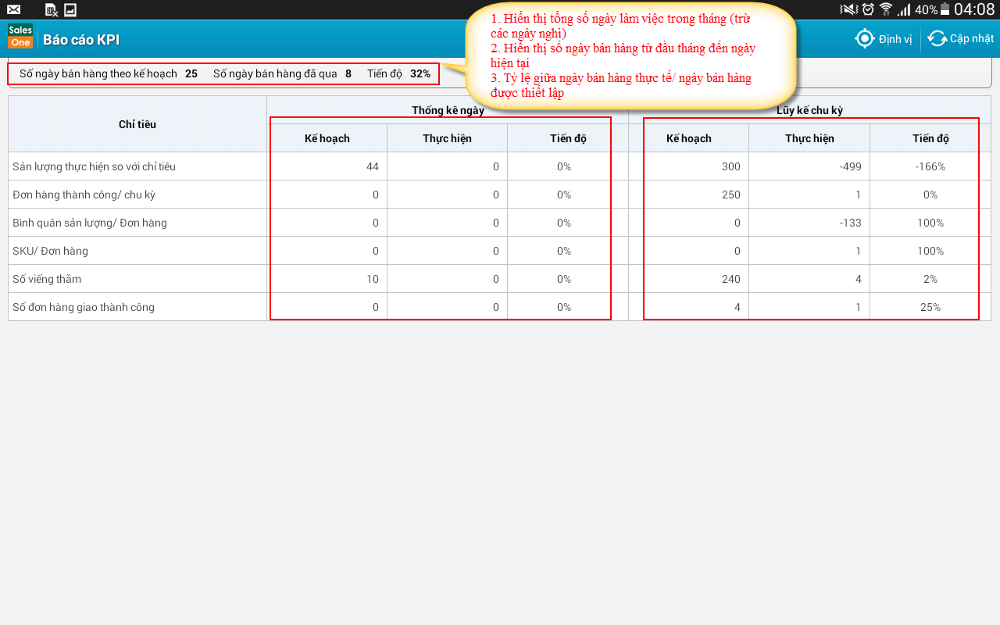 40% 04:08
Sales One
Báo cáo KPI
Định vị
Cập nhật
1. Hiển thị tổng số ngày làm việc trong tháng (trừ
các ngày nghỉ)
2. Hiển thị số ngày bán hàng từ đầu tháng đến ngày
hiện tại
3. Tỷ lệ giữa ngày bán hàng thực tế/ ngày bán hàng
được thiết lập
Số ngày bán hàng theo kế hoạch 25 Số ngày bán hàng đã qua 8 Tiến độ 32%
Chỉ tiêu Thống kê ngày Lũy kế chu kỳ
Kế hoạch Thực hiện Tiến độ Kế hoạch Thực hiện Tiến độ
Sản lượng thực hiện so với chỉ tiêu 44 0 0% 300 -499 -166%
Đơn hàng thành công/ chu kỳ 0 0 0% 250 1 0%
Bình quân sản lượng/ Đơn hàng 0 0 0% 0 -133 100%
SKU/ Đơn hàng 0 0 0% 0 1 100%
Số viếng thăm 10 0 0% 240 4 2%
Số đơn hàng giao thành công 0 0 0% 4 1 25%